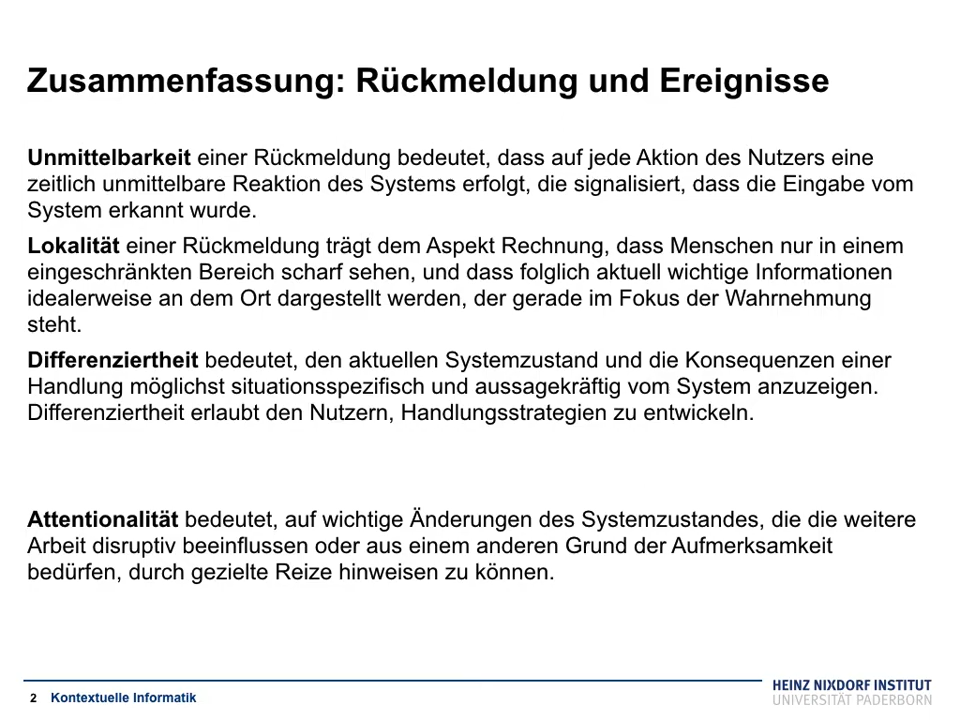 Zusammenfassung: Rückmeldung und Ereignisse
Unmittelbarkeit einer Rückmeldung bedeutet, dass auf jede Aktion des Nutzers eine
zeitlich unmittelbare Reaktion des Systems erfolgt, die signalisiert, dass die Eingabe vom
System erkannt wurde.
Lokalität einer Rückmeldung trägt dem Aspekt Rechnung, dass Menschen nur in einem
eingeschränkten Bereich scharf sehen, und dass folglich aktuell wichtige Informationen
idealerweise an dem Ort dargestellt werden, der gerade im Fokus der Wahrnehmung
steht.
Differenziertheit bedeutet, den aktuellen Systemzustand und die Konsequenzen einer
Handlung möglichst situationsspezifisch und aussagekräftig vom System anzuzeigen.
Differenziertheit erlaubt den Nutzern, Handlungsstrategien zu entwickeln.
Attentionalität bedeutet, auf wichtige Änderungen des Systemzustandes, die die weitere
Arbeit disruptiv beeinflussen oder aus einem anderen Grund der Aufmerksamkeit
bedürfen, durch gezielte Reize hinweisen zu können.
2 Kontextuelle Informatik
HEINZ NIXDORF INSTITUT
UNIVERSITÄT PADERBORN